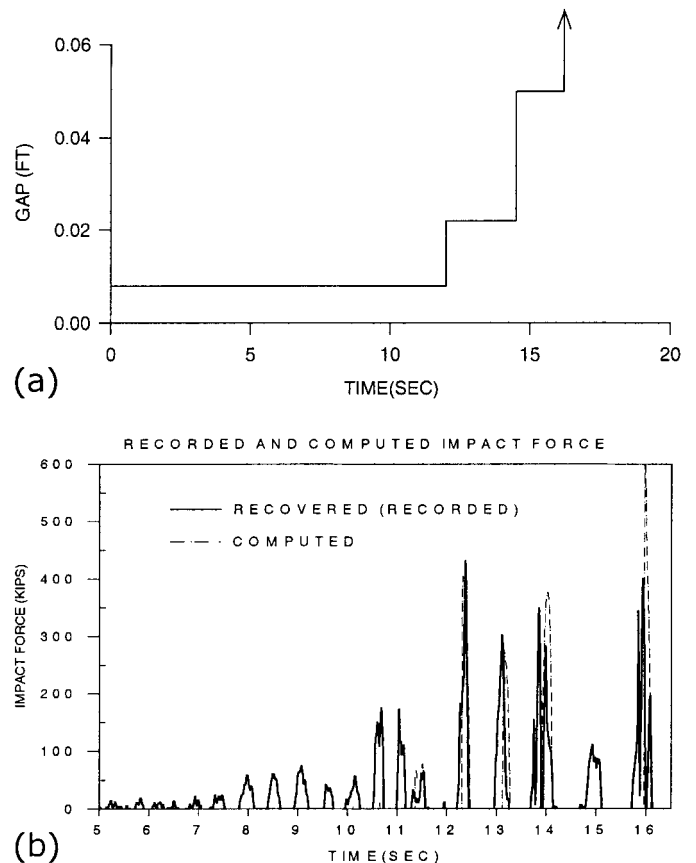 0.06
0.04
0.02
0.00
GAP (FT)
0 5 10 15 20
TIME(SEC)
(a)
RECORDED AND COMPUTED IMPACT FORCE
600
500
400
300
200
100
0
IMPACT FORCE (KIPS)
RECOVERED (RECORDED)
COMPUTED
5 6 7 8 9 10 11 12 13 14 15 16
TIME(SEC)
(b)